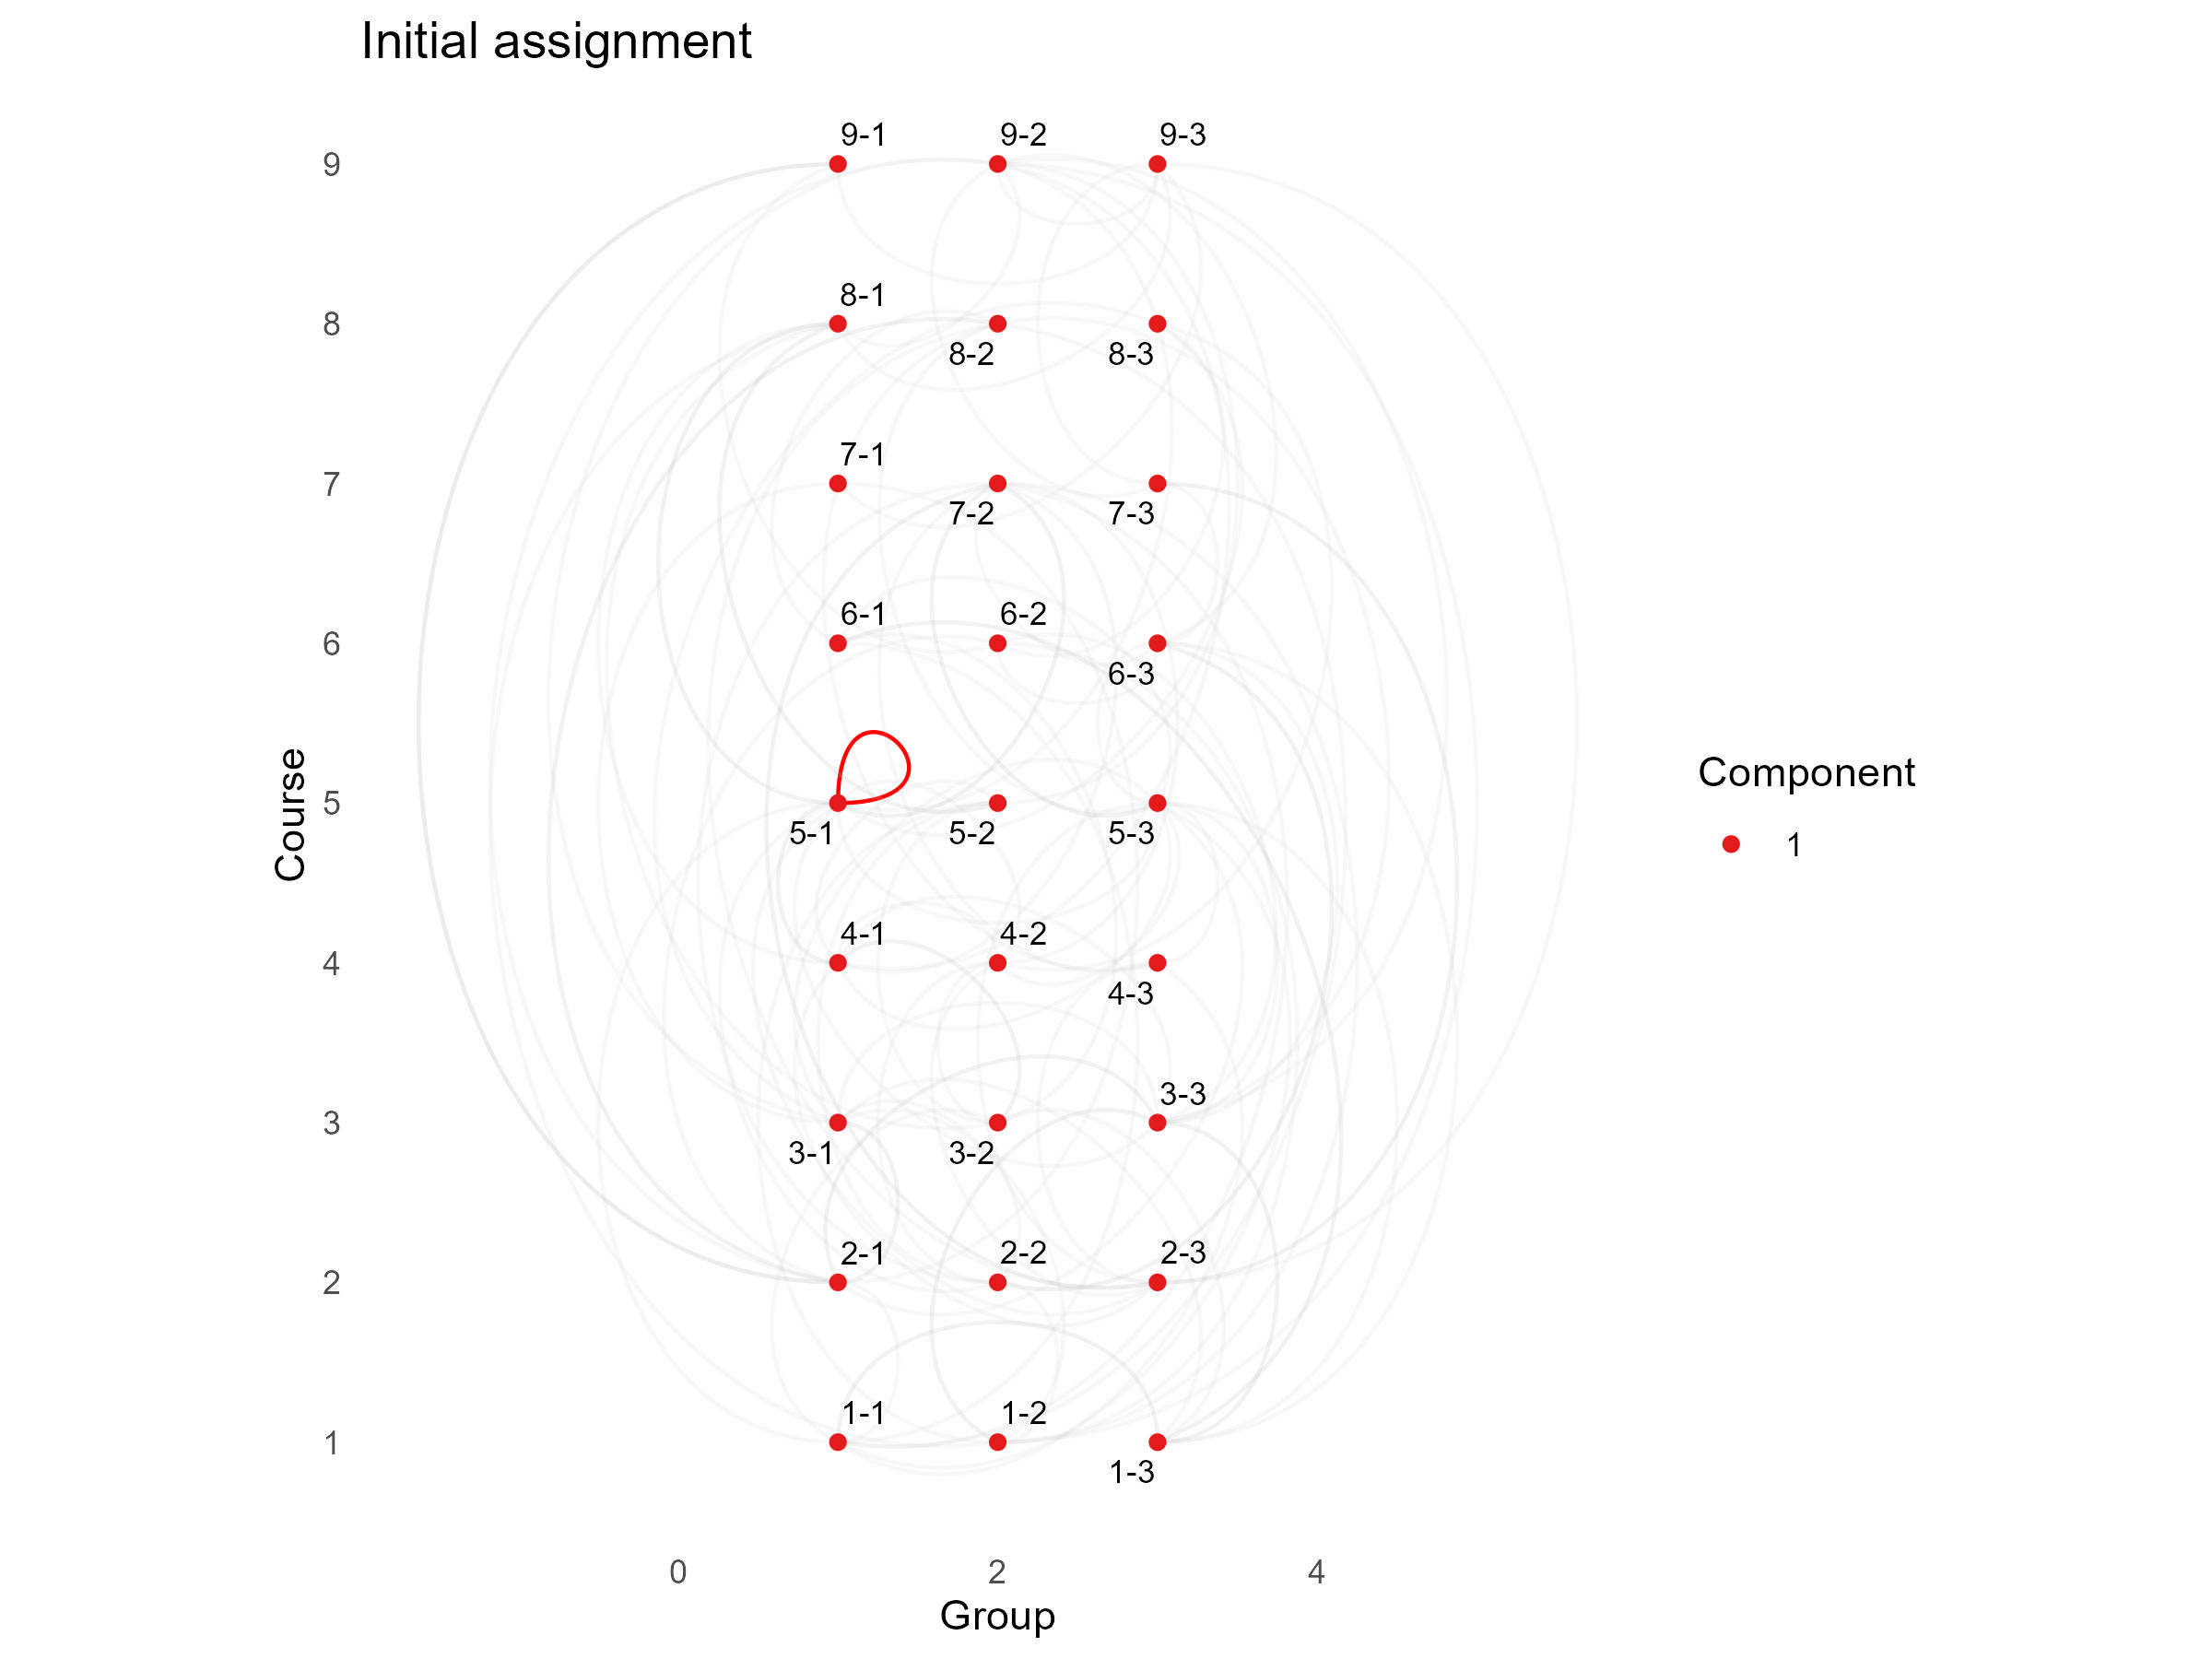 Initial assignment
9-1 9-2 9-3
9
8-1
8
8-2 8-3
7-1
7
7-2 7-3
6-1 6-2
6
6-3
5
5-1 5-2 5-3
4-1 4-2
4
4-3
3-3
3
3-1 3-2
2-1 2-2 2-3
2
1-1 1-2
1
1-3
Course
0 2 4
Group
Component
1